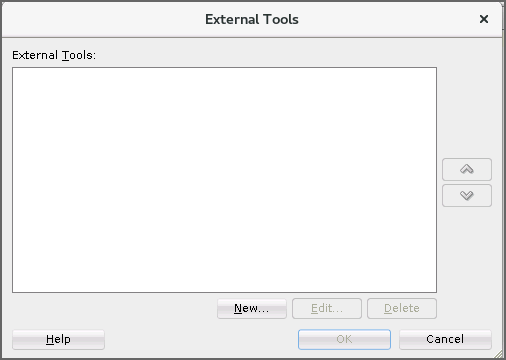 External Tools
External Tools:
New... Edit... Delete
Help OK Cancel